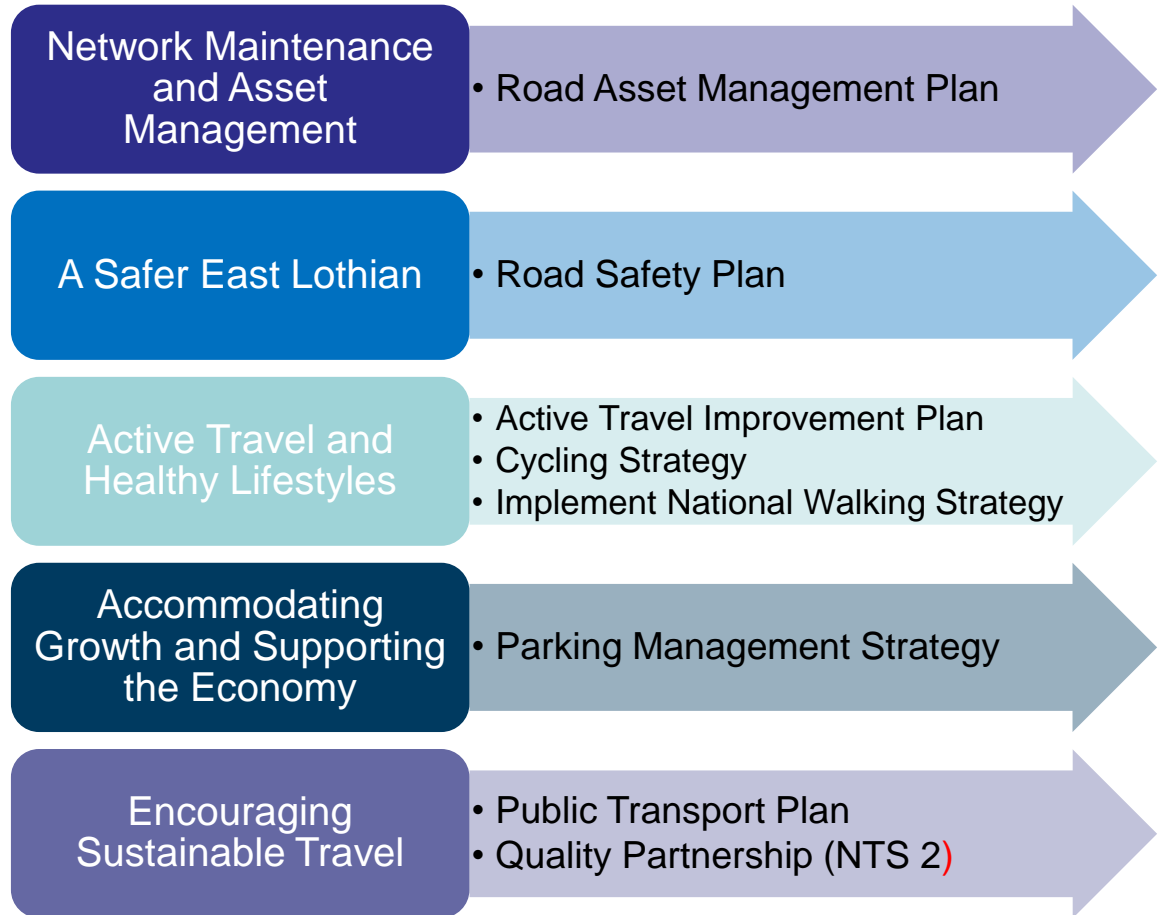 Network Maintenance
and Asset
Management
• Road Asset Management Plan
A Safer East Lothian
• Road Safety Plan
Active Travel and
Healthy Lifestyles
• Active Travel Improvement Plan
• Cycling Strategy
• Implement National Walking Strategy
Accommodating
Growth and Supporting
the Economy
• Parking Management Strategy
Encouraging
Sustainable Travel
• Public Transport Plan
• Quality Partnership (NTS 2)